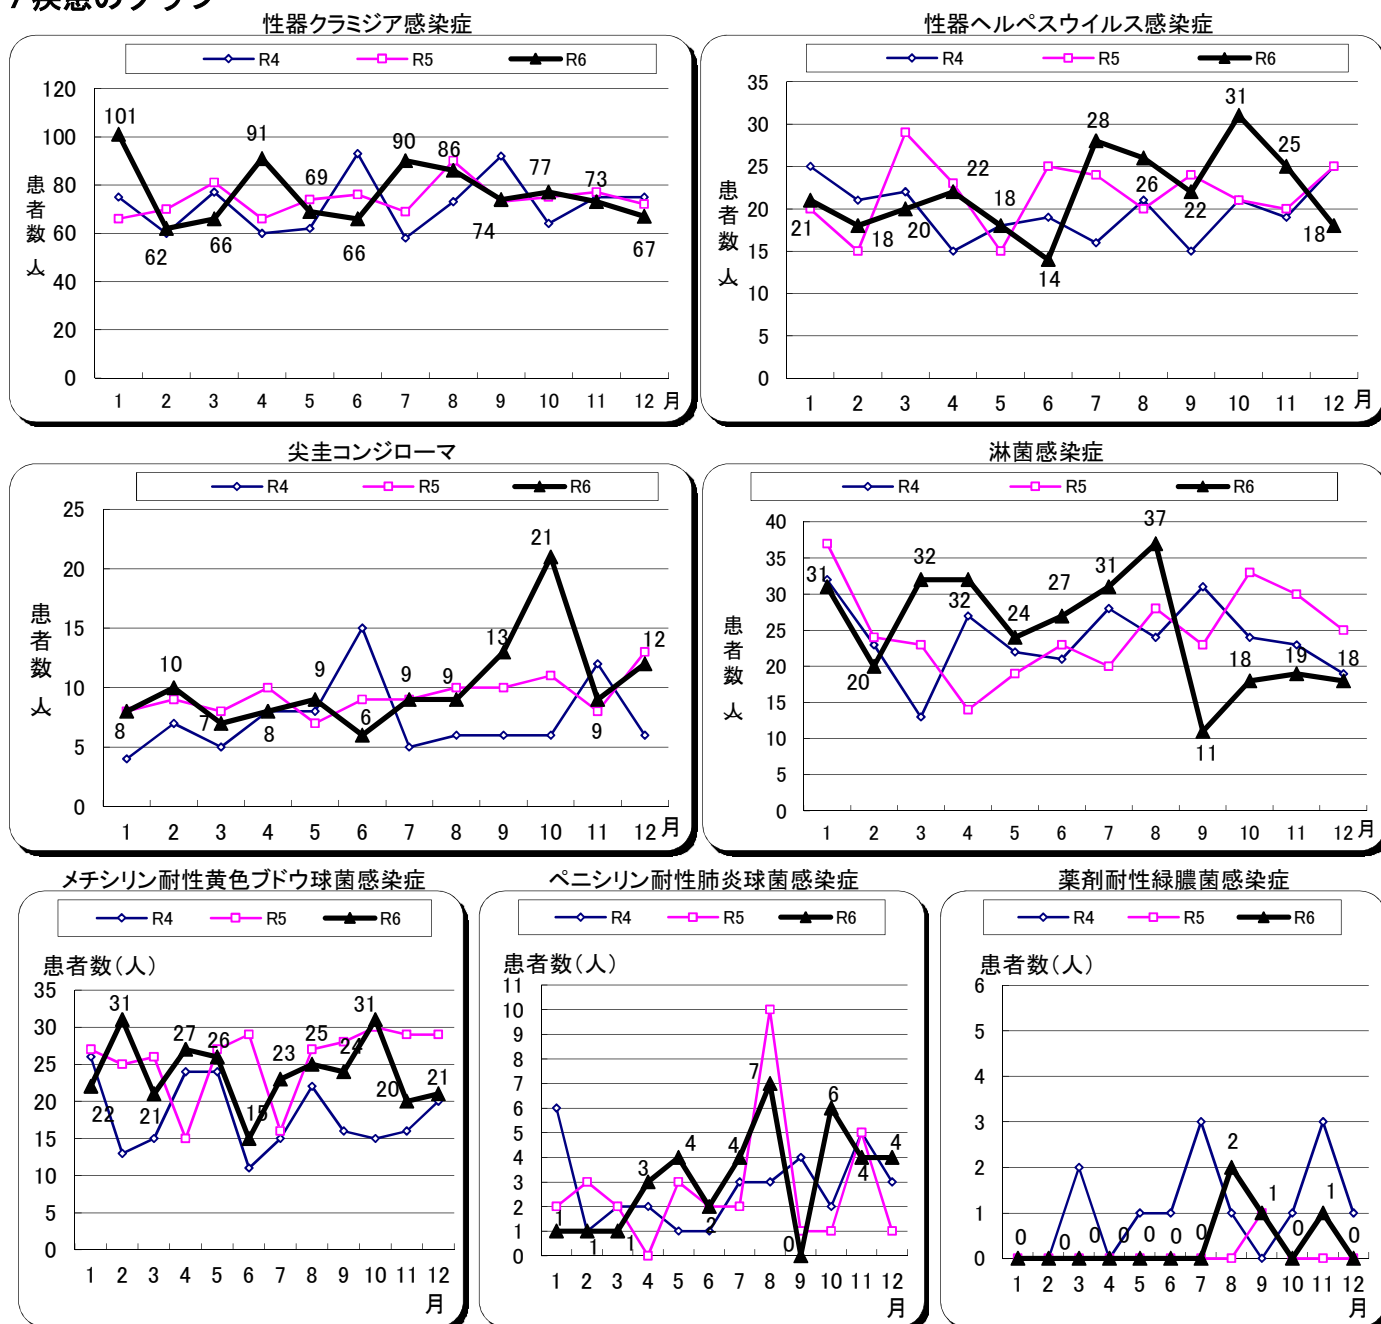 性器クラミジア感染症
R4 R5 R6
患者数 人
120
100
80
60
40
20
0
101 62 66 91 69 66 90 86 74 77 73 67
1 2 3 4 5 6 7 8 9 10 11 12 月
性器ヘルペスウイルス感染症
R4 R5 R6
患者数 人
35
30
25
20
15
10
5
0
21 18 20 22 18 14 28 26 22 31 25 18
1 2 3 4 5 6 7 8 9 10 11 12 月
尖圭コンジローマ
R4 R5 R6
患者数 人
25
20
15
10
5
0
8 10 7 8 9 6 9 9 13 21 9 12
1 2 3 4 5 6 7 8 9 10 11 12 月
淋菌感染症
R4 R5 R6
患者数 人
40
35
30
25
20
15
10
5
0
31 20 32 32 24 27 31 37 11 18 19 18
1 2 3 4 5 6 7 8 9 10 11 12 月
メチシリン耐性黄色ブドウ球菌感染症
R4 R5 R6
患者数(人)
35
30
25
20
15
10
5
0
22 31 21 27 26 15 23 25 24 31 20 21
1 2 3 4 5 6 7 8 9 10 11 12
月
ペニシリン耐性肺炎球菌感染症
R4 R5 R6
患者数(人)
11
10
9
8
7
6
5
4
3
2
1
0
1 1 1 3 4 2 4 7 0 6 4 4
1 2 3 4 5 6 7 8 9 10 11 12
月
薬剤耐性緑膿菌感染症
R4 R5 R6
患者数(人)
6
5
4
3
2
1
0
0 0 0 0 0 0 0 2 1 0 1 0
1 2 3 4 5 6 7 8 9 10 11 12
月